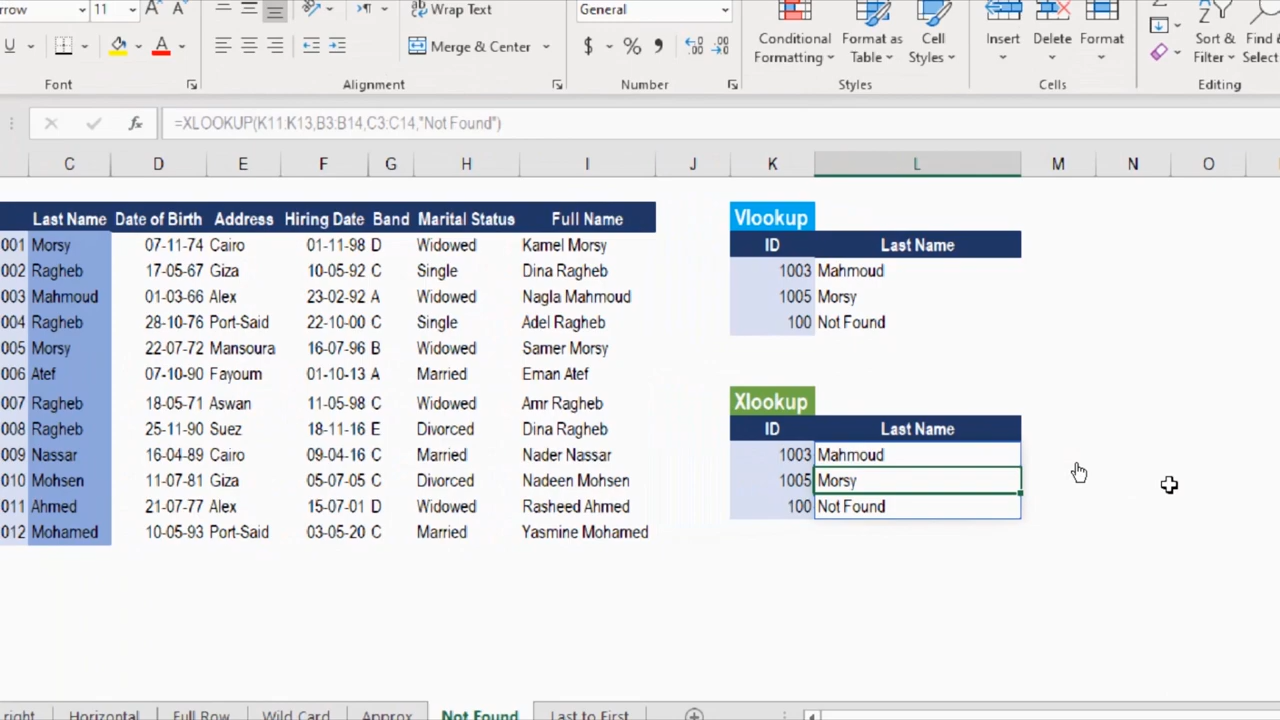 rrow 11 A A Wrap Text General Conditional Formatting Format as Table Cell Styles Insert Delete Format Sort & Filter Find & Select
U A Merge & Center $ % 9
Font Alignment Number Styles Cells Editing
fx =XLOOKUP(K11:K13,B3:B14,C3:C14,"Not Found")
C D E F G H I J K L M N O
Last Name Date of Birth Address Hiring Date Band Marital Status Full Name Vlookup
001 Morsy 07-11-74 Cairo 01-11-98 D Widowed Kamel Morsy ID Last Name
002 Ragheb 17-05-67 Giza 10-05-92 C Single Dina Ragheb 1003 Mahmoud
003 Mahmoud 01-03-66 Alex 23-02-92 A Widowed Nagla Mahmoud 1005 Morsy
004 Ragheb 28-10-76 Port-Said 22-10-00 C Single Adel Ragheb 100 Not Found
005 Morsy 22-07-72 Mansoura 16-07-96 B Widowed Samer Morsy
006 Atef 07-10-90 Fayoum 01-10-13 A Married Eman Atef
007 Ragheb 18-05-71 Aswan 11-05-98 C Widowed Amr Ragheb Xlookup
008 Ragheb 25-11-90 Suez 18-11-16 E Divorced Dina Ragheb ID Last Name
009 Nassar 16-04-89 Cairo 09-04-16 C Married Nader Nassar 1003 Mahmoud
010 Mohsen 11-07-81 Giza 05-07-05 C Divorced Nadeen Mohsen 1005 Morsy
011 Ahmed 21-07-77 Alex 15-07-01 D Widowed Rasheed Ahmed 100 Not Found
012 Mohamed 10-05-93 Port-Said 03-05-20 C Married Yasmine Mohamed
right Horizontal Full Row Wild Card Approx Not Found Last to First